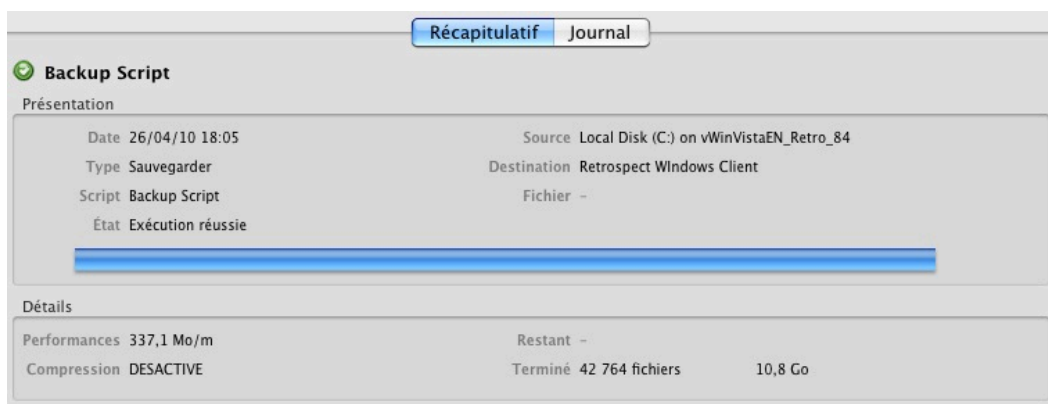 Récapitulatif Journal
Backup Script
Présentation
Date 26/04/10 18:05 Source Local Disk (C:) on vWinVistaEN_Retro_84
Type Sauvegarder Destination Retrospect WIndows Client
Script Backup Script Fichier –
État Exécution réussie
Détails
Performances 337,1 Mo/m Restant –
Compression DESACTIVE Terminé 42 764 fichiers 10,8 Go